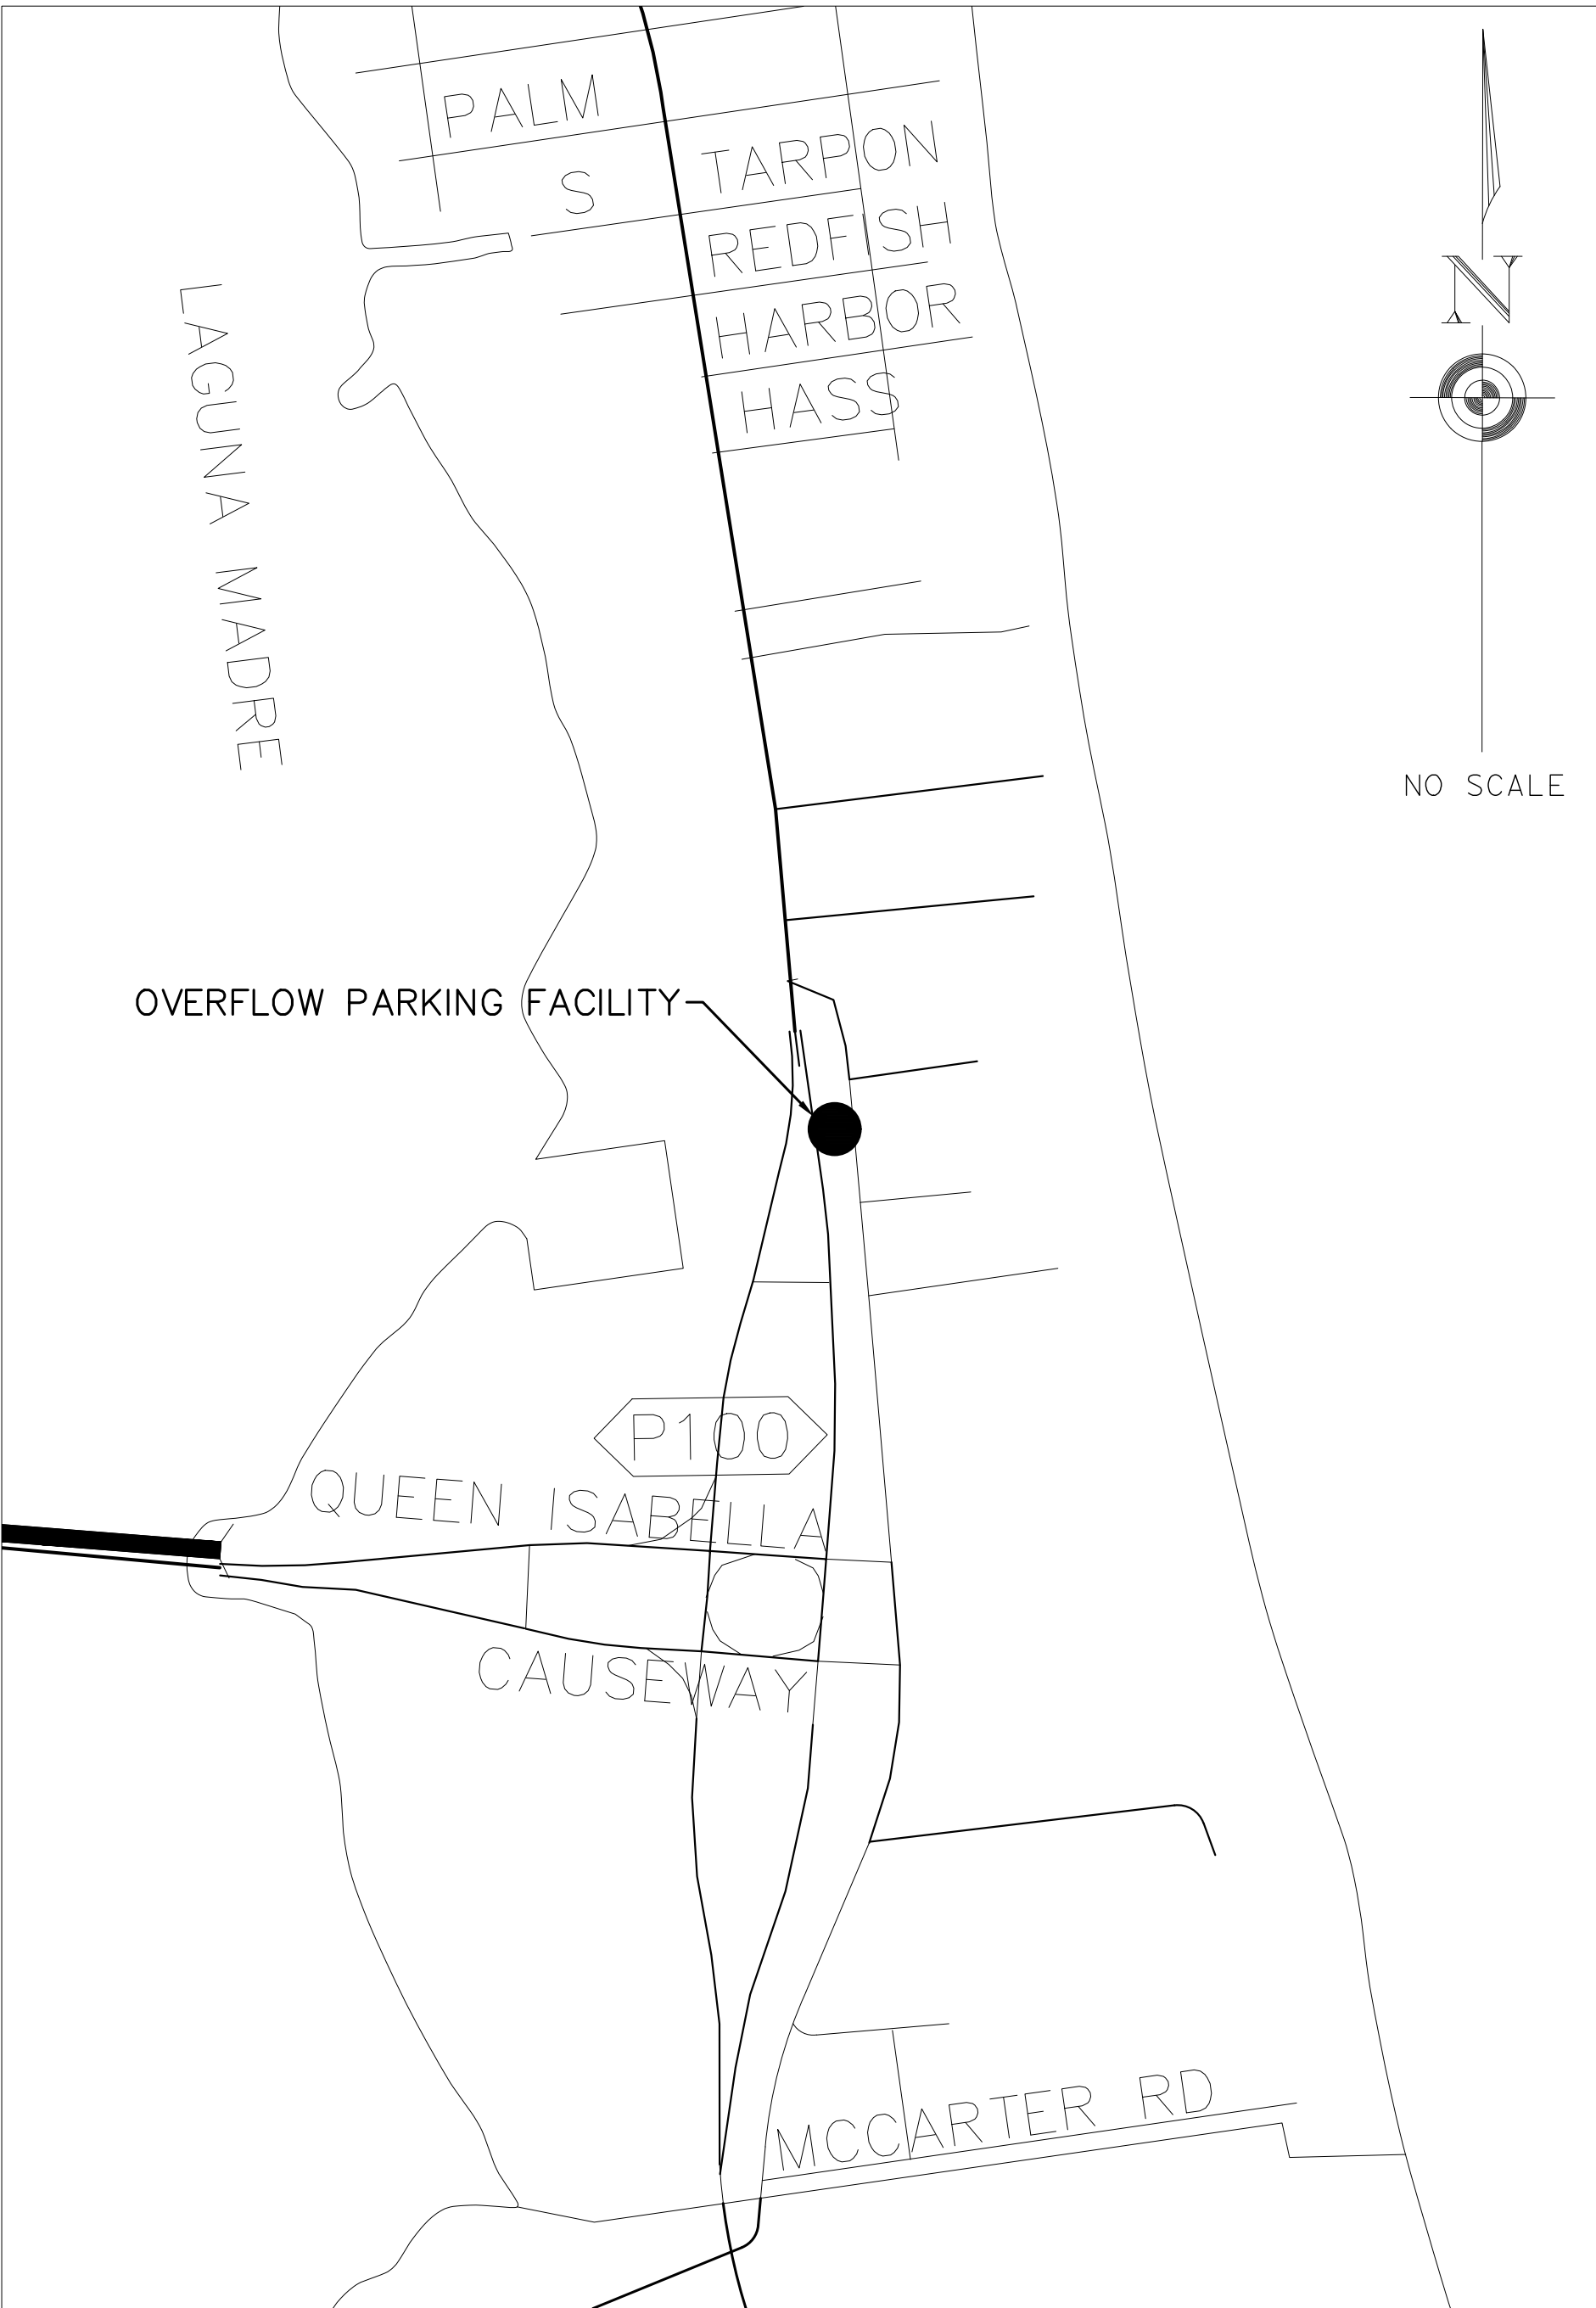 PALM
S
TARPON
REDFISH
HARBOR
HASS
LAGUNA MADRE
N
NO SCALE
OVERFLOW PARKING FACILITY
P100
QUEEN ISABELLA
CAUSEWAY
MCCARTER RD